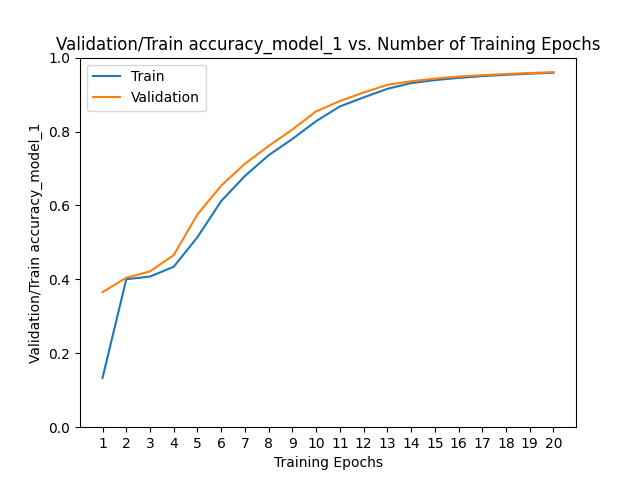 Validation/Train accuracy_model_1 vs. Number of Training Epochs
1.0
Train
Validation
0.8
0.6
0.4
0.2
0.0
Validation/Train accuracy_model_1
1 2 3 4 5 6 7 8 9 10 11 12 13 14 15 16 17 18 19 20
Training Epochs